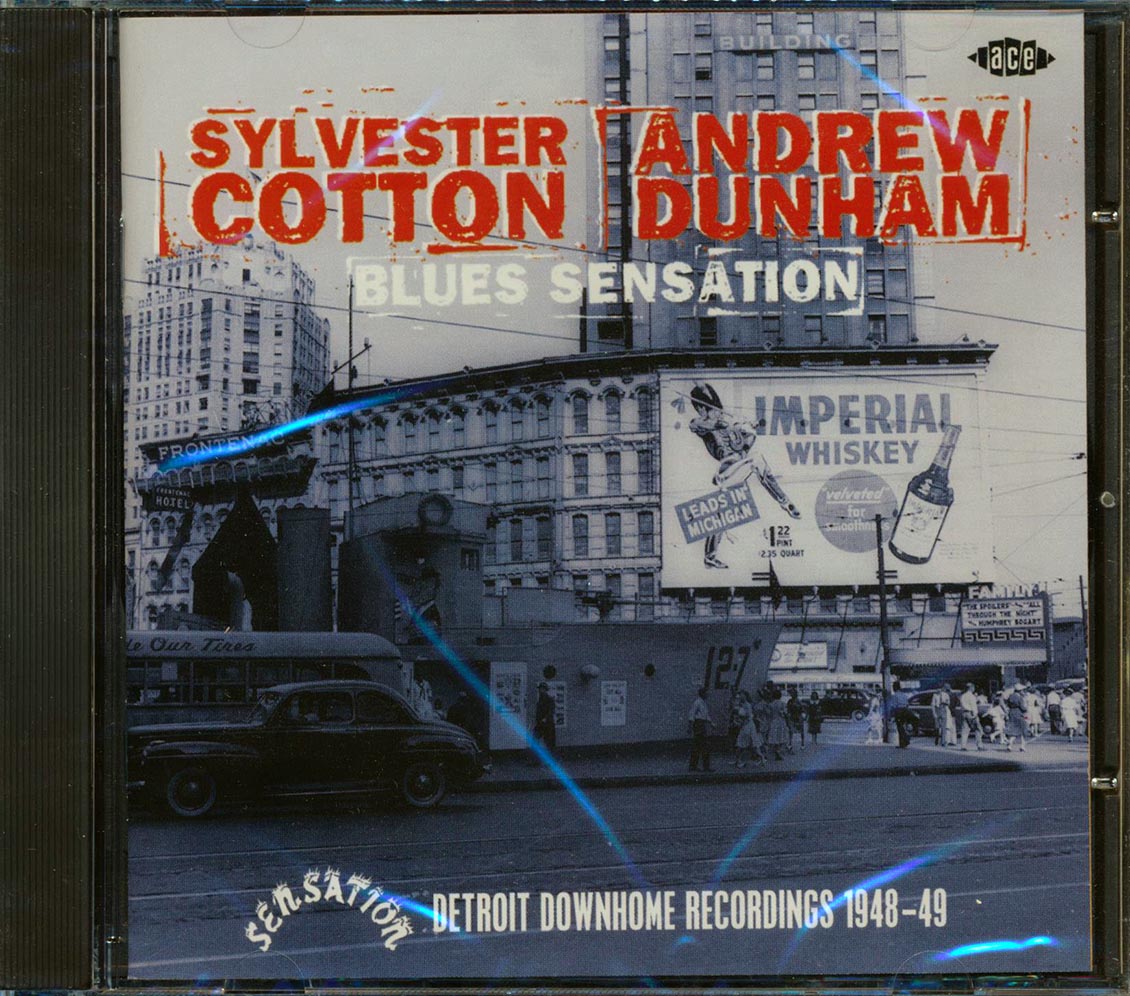 BUILDING
ace
SYLVESTER
COTTON
ANDREW
DUNHAM
BLUES SENSATION
IMPERIAL
WHISKEY
FRONTENAC
FRONTENAC
HOTEL
LEADS IN
MICHIGAN
velveted
for
smoothness
$1 22
PINT
$2.35 QUART
FAMILY
"THE SPOILERS" "ALL
THROUGH THE NIGHT"
HUMPHREY BOGART
Our Tires
127
SENSATION
DETROIT DOWNHOME RECORDINGS 1948-49